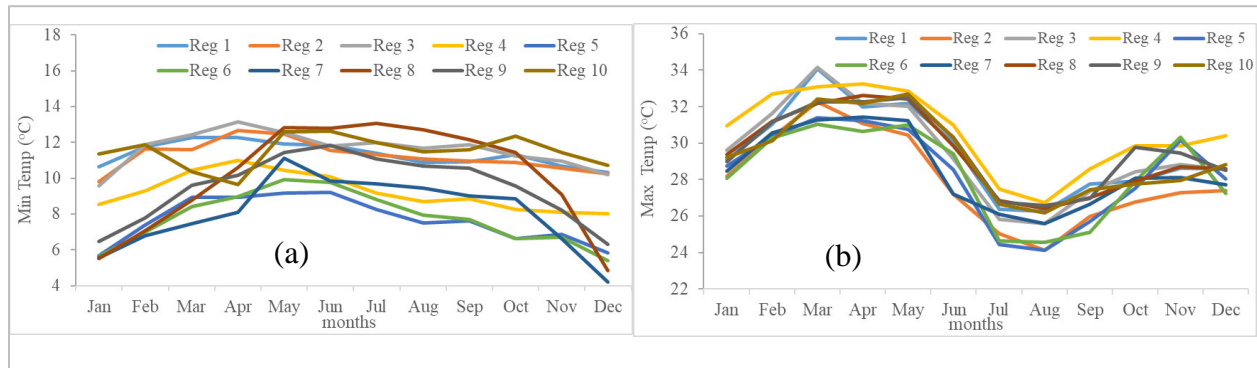 18
16
14
12
10
8
6
4
Min Temp (°C)
Reg 1 Reg 2 Reg 3 Reg 4 Reg 5
Reg 6 Reg 7 Reg 8 Reg 9 Reg 10
(a)
Jan Feb Mar Apr May Jun Jul Aug Sep Oct Nov Dec
months
36
34
32
30
28
26
24
22
Max Temp (°C)
Reg 1 Reg 2 Reg 3 Reg 4 Reg 5
Reg 6 Reg 7 Reg 8 Reg 9 Reg 10
(b)
Jan Feb Mar Apr May Jun Jul Aug Sep Oct Nov Dec
months